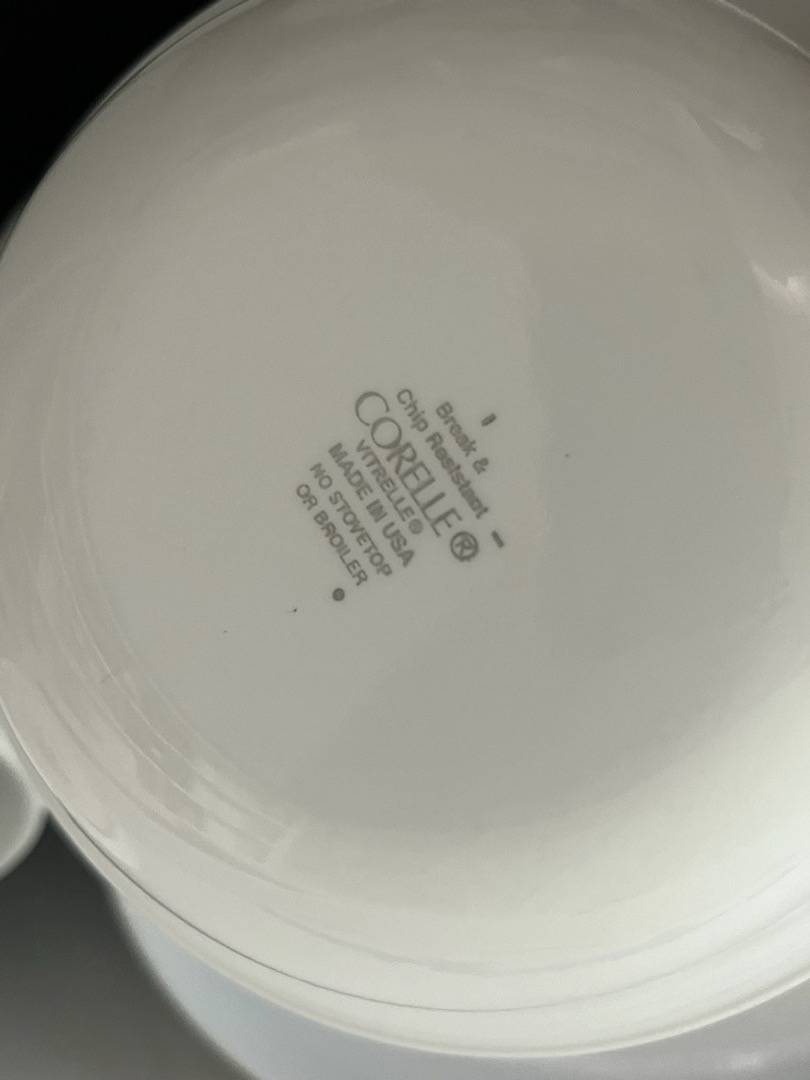 Break &
Chip Resistant
CORELLE®
VITRELLE®
MADE IN USA
NO STOVETOP
OR BROILER